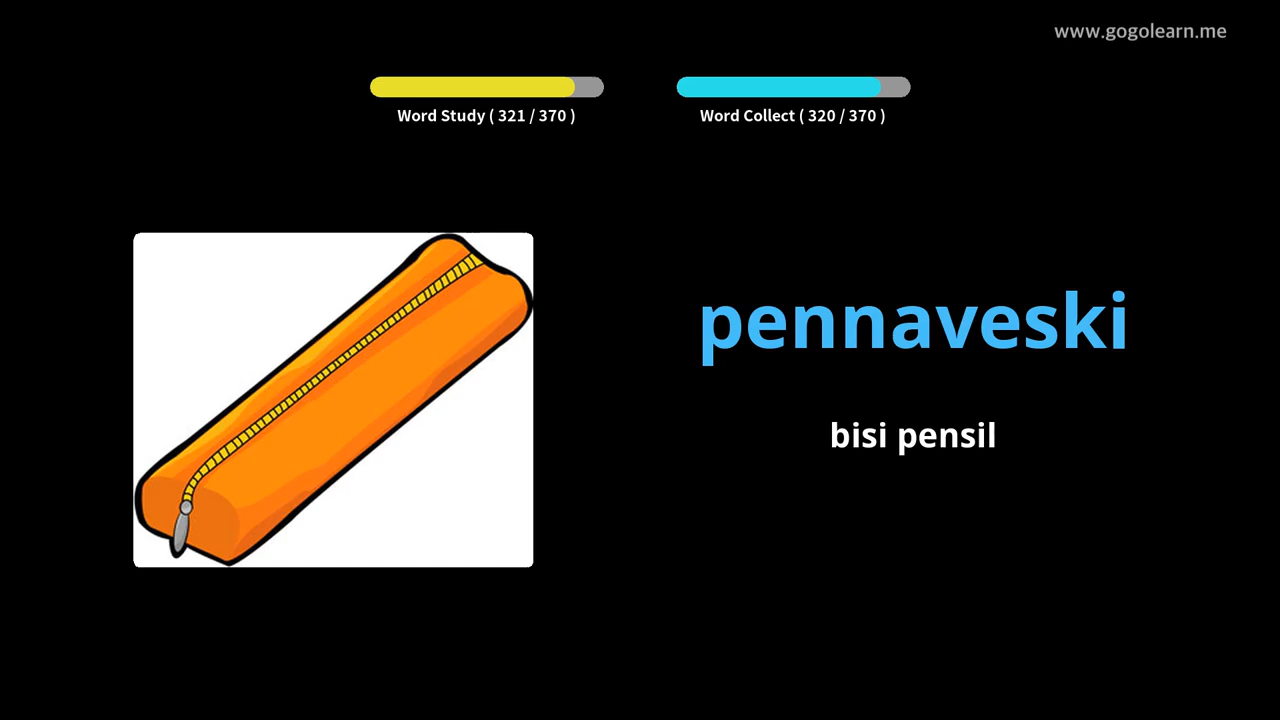 www.gogolearn.me
Word Study ( 321 / 370 )
Word Collect ( 320 / 370 )
pennaveski
bisi pensil